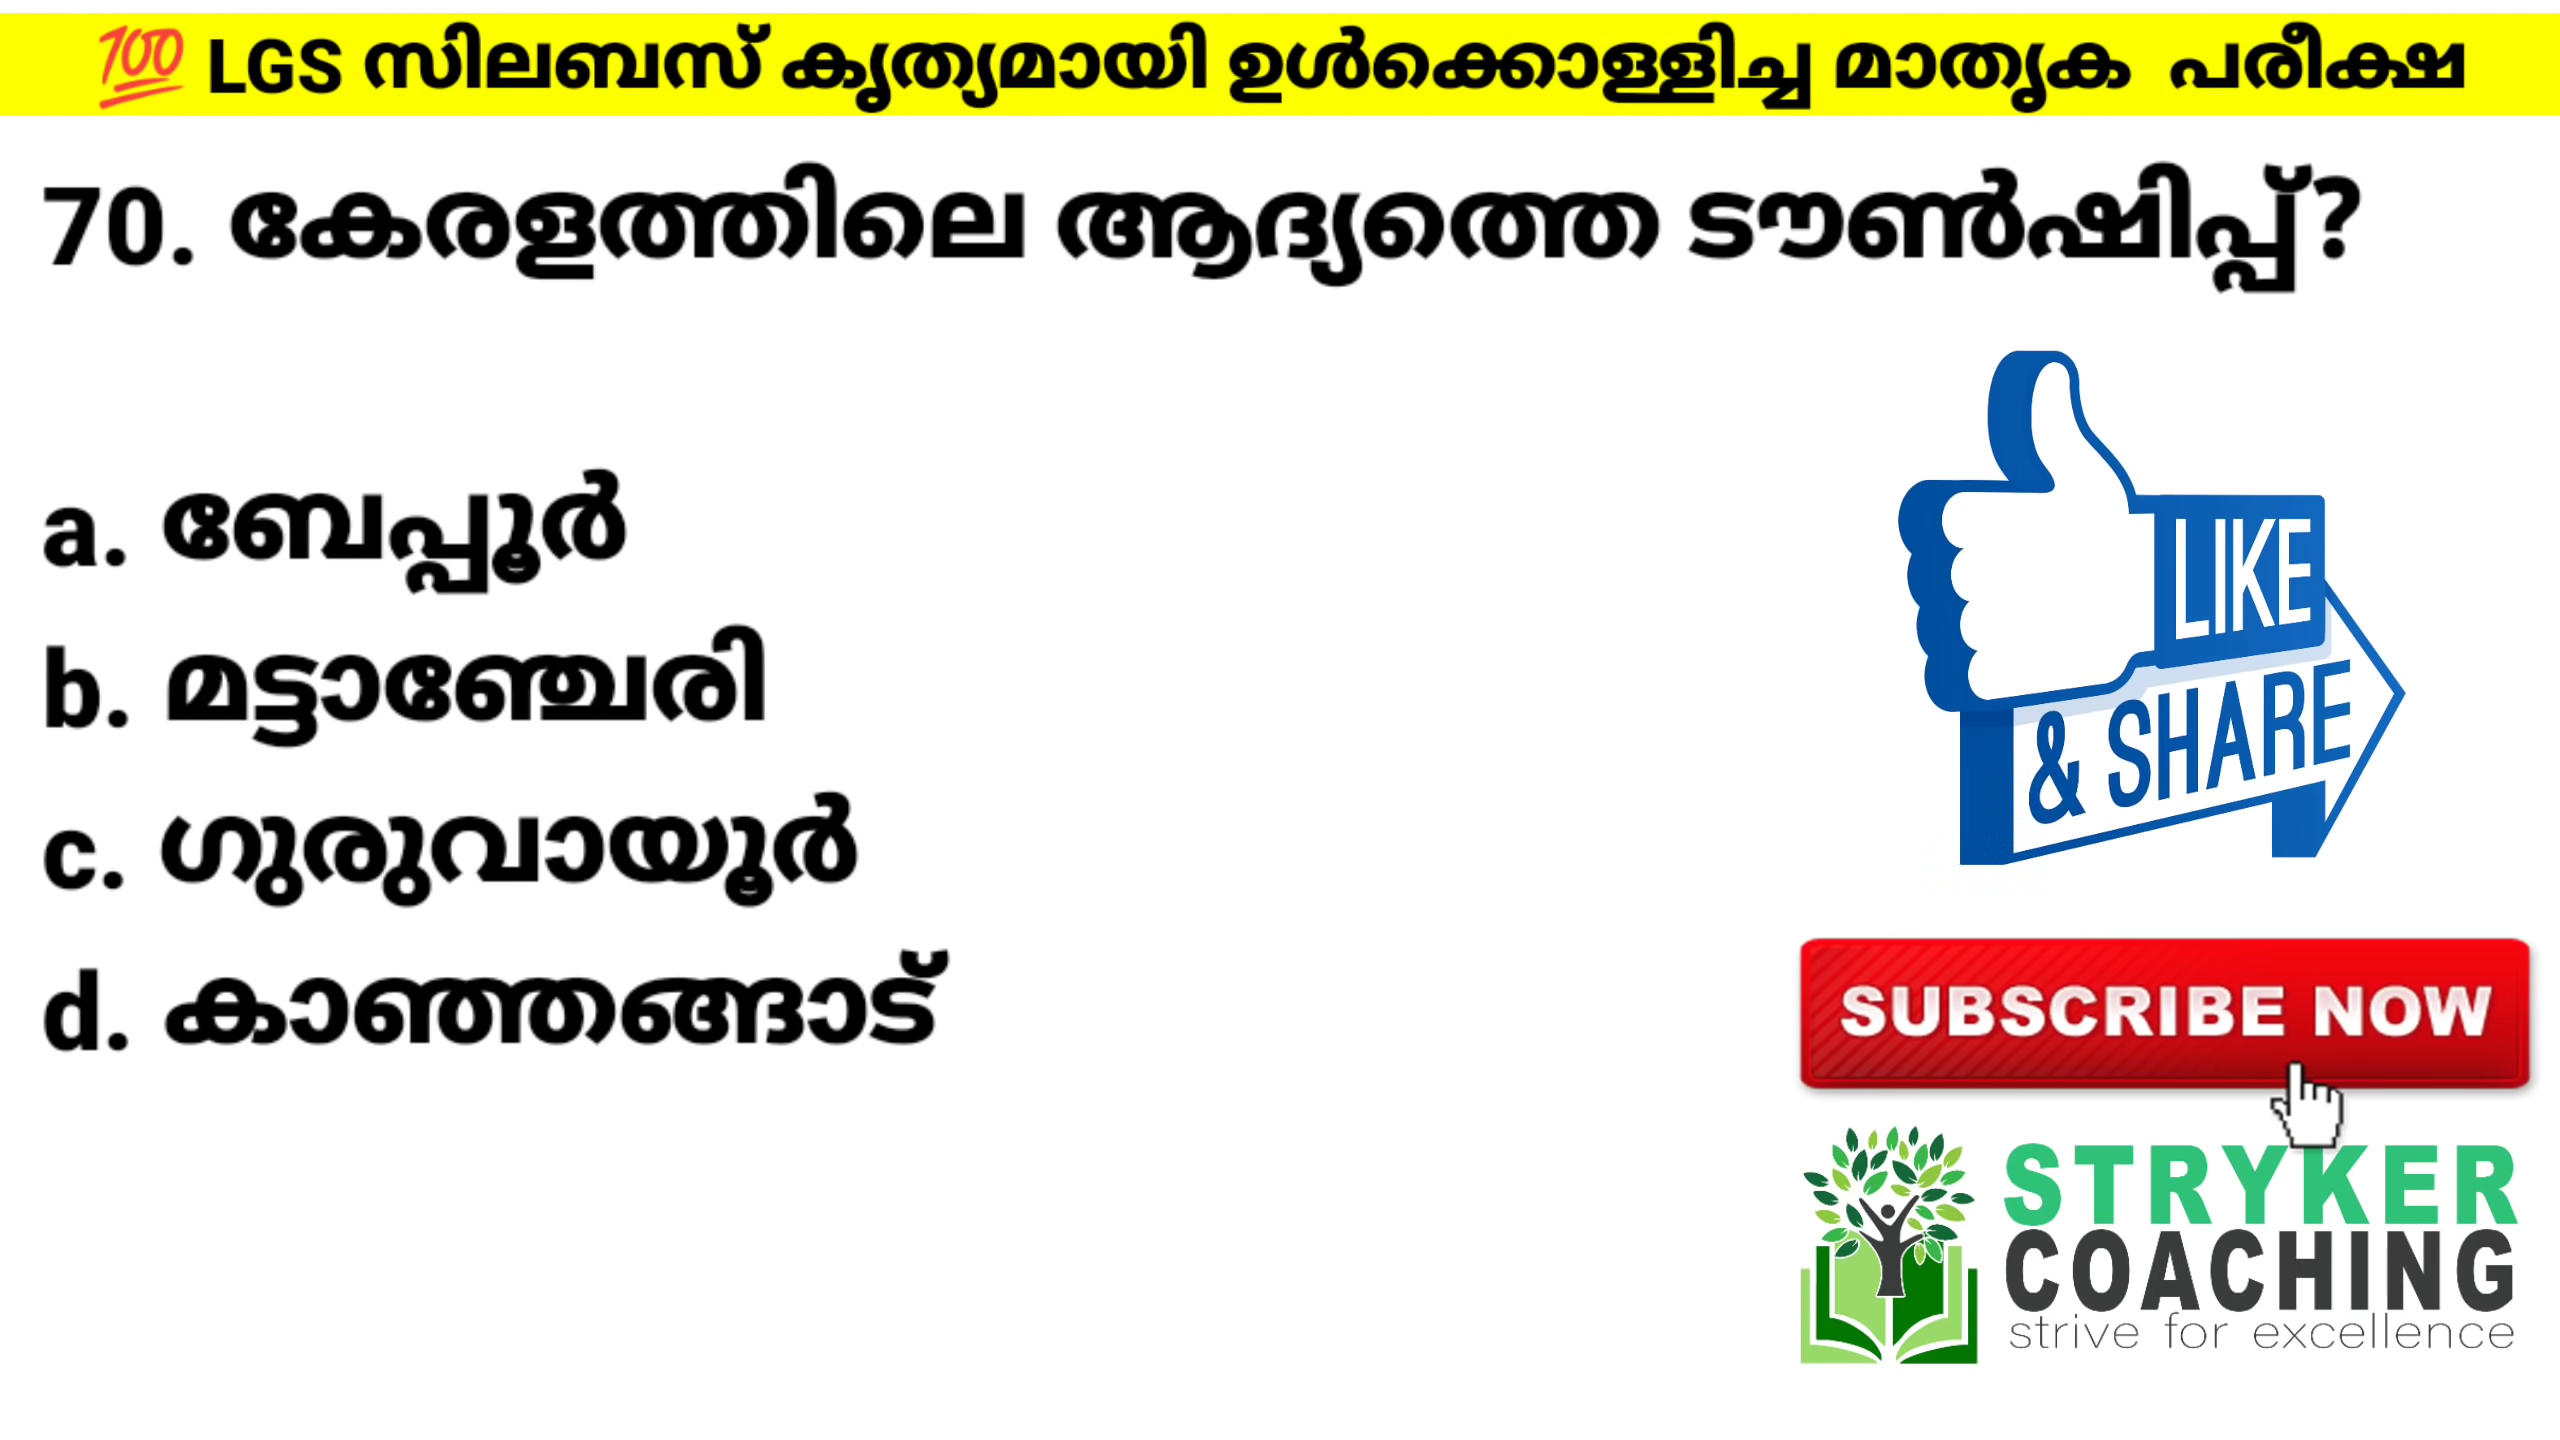 💯 LGS സിലബസ് കൃത്യമായി ഉൾക്കൊള്ളിച്ച മാതൃക പരീക്ഷ
70. കേരളത്തിലെ ആദ്യത്തെ ടൗൺഷിപ്പ്?
a. ബേപ്പൂർ
b. മട്ടാഞ്ചേരി
c. ഗുരുവായൂർ
d. കാഞ്ഞങ്ങാട്
LIKE
& SHARE
SUBSCRIBE NOW
STRYKER
COACHING
strive for excellence